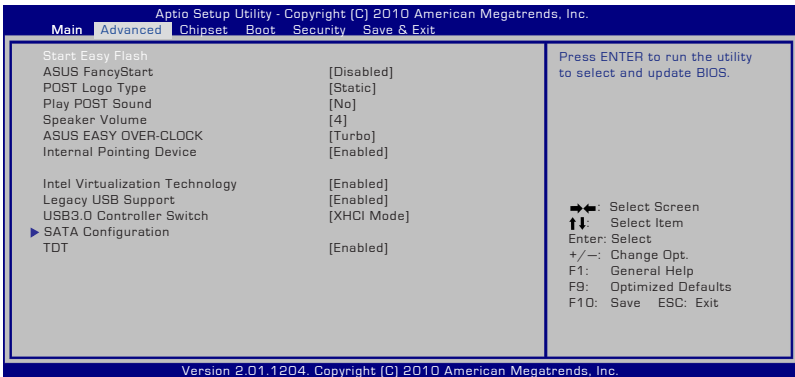 Aptio Setup Utility - Copyright (C) 2010 American Megatrends, Inc.
Main Advanced Chipset Boot Security Save & Exit
Start Easy Flash
ASUS FancyStart [Disabled]
POST Logo Type [Static]
Play POST Sound [No]
Speaker Volume [4]
ASUS EASY OVER-CLOCK [Turbo]
Internal Pointing Device [Enabled]
Intel Virtualization Technology [Enabled]
Legacy USB Support [Enabled]
USB3.0 Controller Switch [XHCI Mode]
SATA Configuration
TDT [Enabled]
Press ENTER to run the utility
to select and update BIOS.
→←: Select Screen
↑↓: Select Item
Enter: Select
+/—: Change Opt.
F1: General Help
F9: Optimized Defaults
F10: Save ESC: Exit
Version 2.01.1204. Copyright (C) 2010 American Megatrends, Inc.